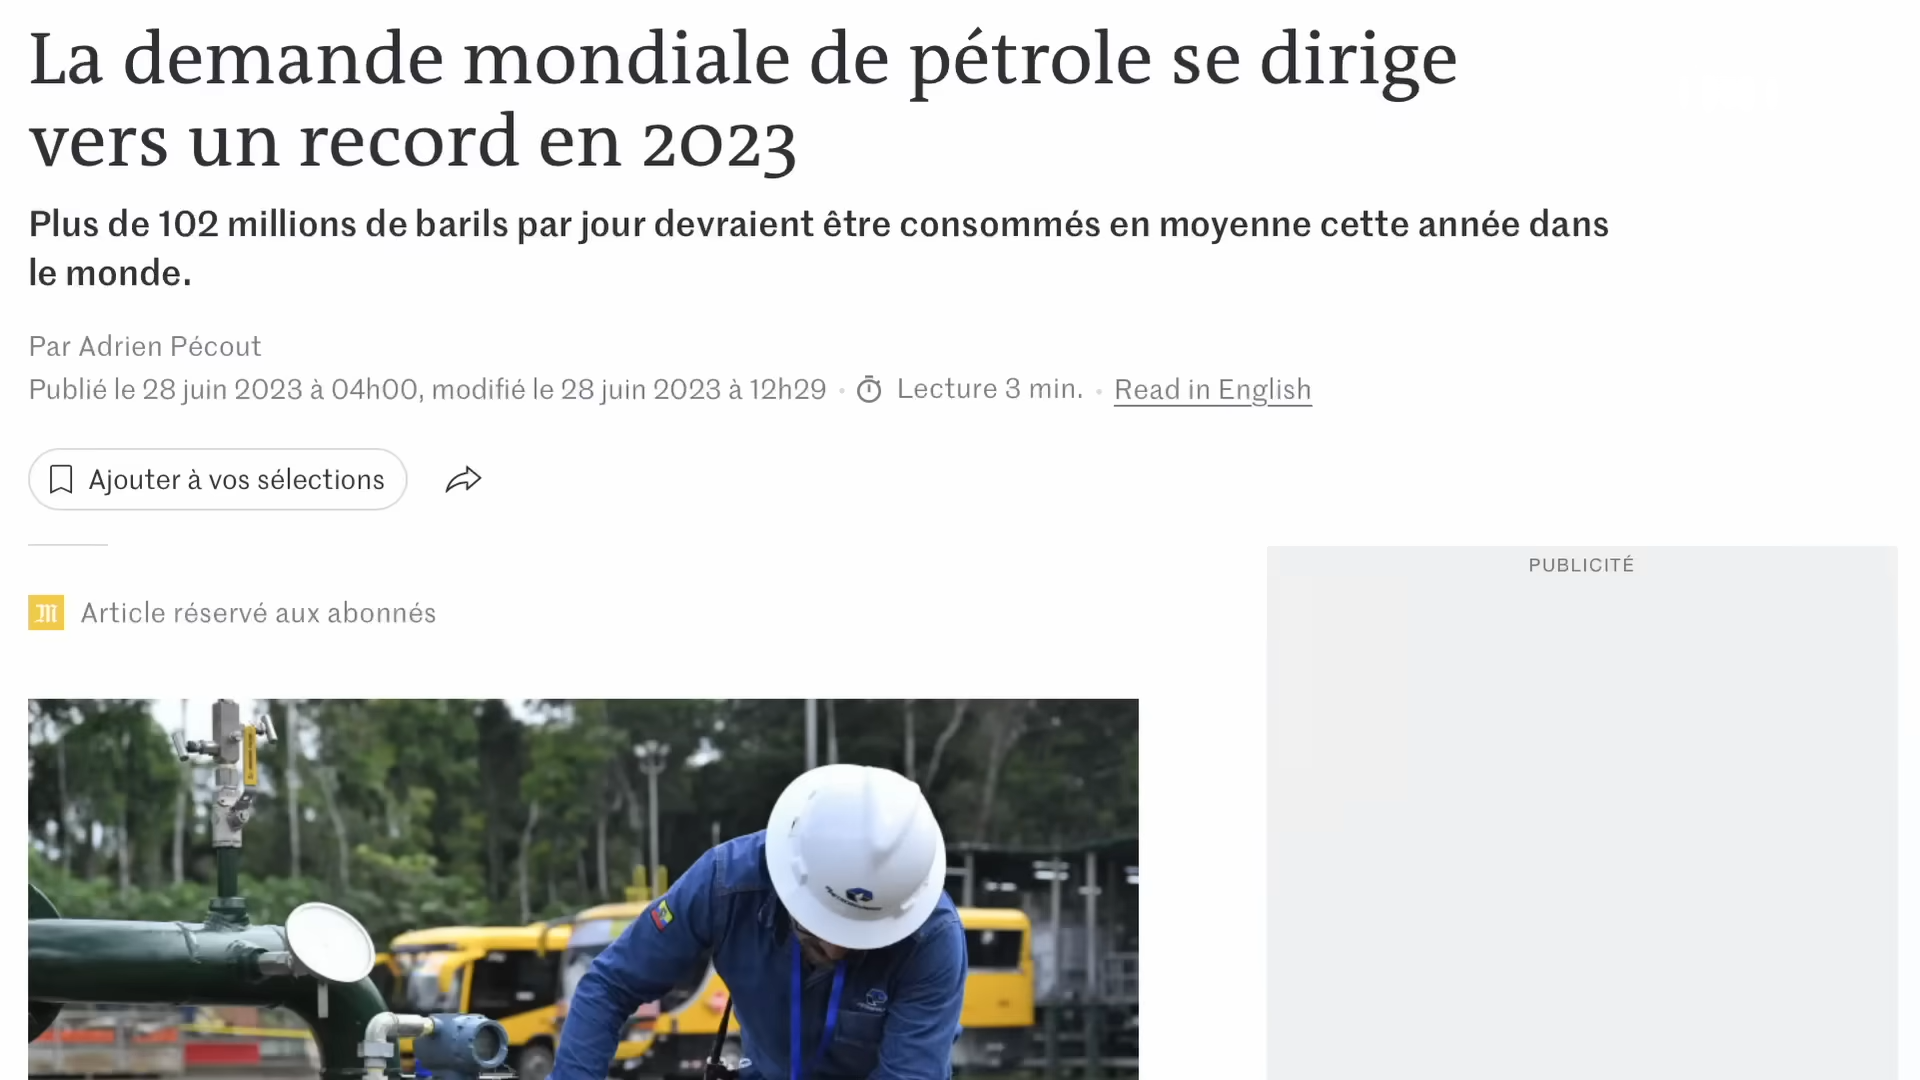 La demande mondiale de pétrole se dirige
vers un record en 2023
Plus de 102 millions de barils par jour devraient être consommés en moyenne cette année dans
le monde.
Par Adrien Pécout
Publié le 28 juin 2023 à 04h00, modifié le 28 juin 2023 à 12h29 · Lecture 3 min. · Read in English
Ajouter à vos sélections
PUBLICITÉ
M Article réservé aux abonnés